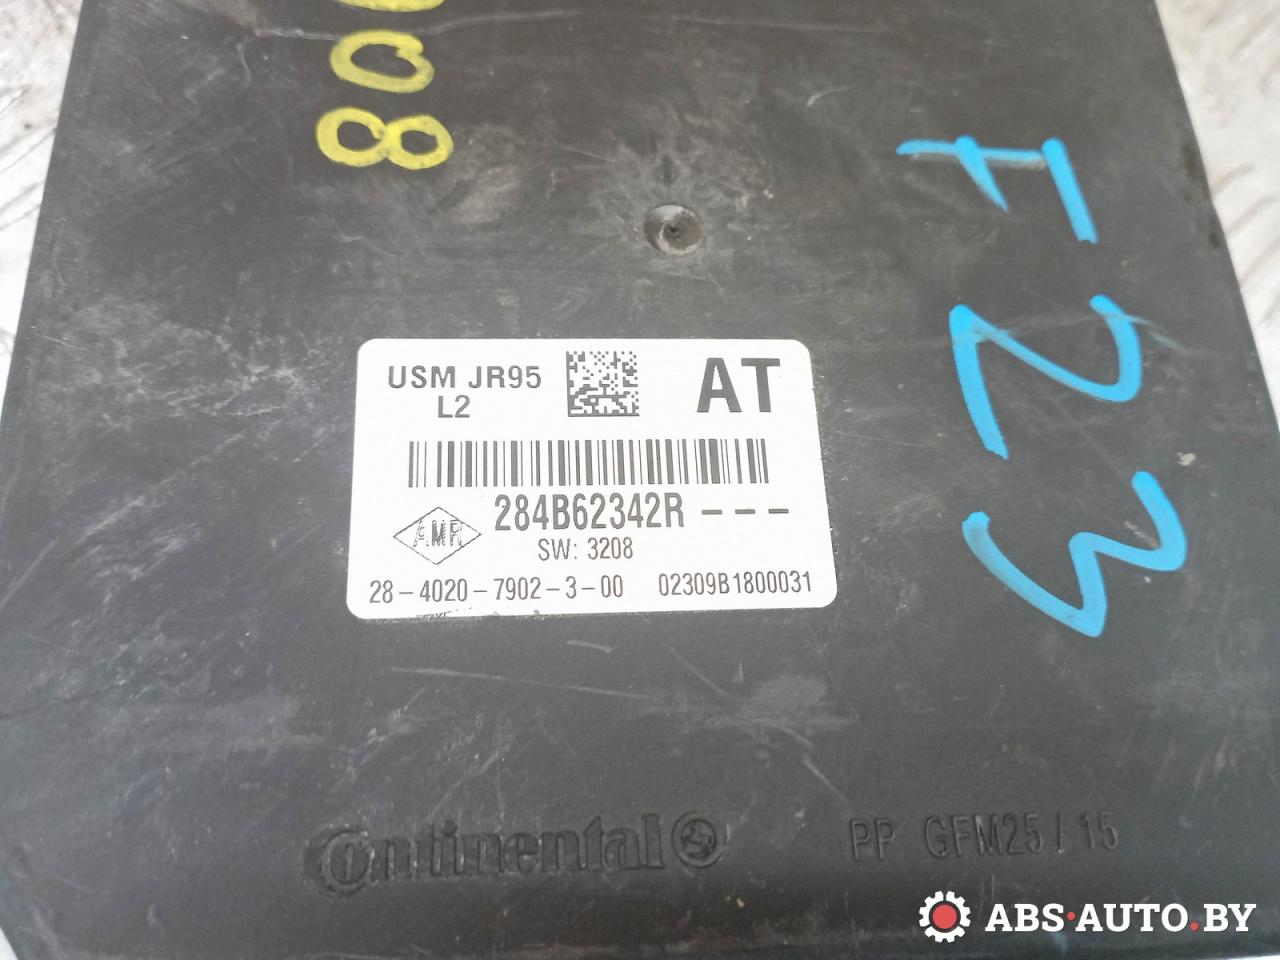 USM JR95
L2
AT
284B62342R ---
AMR
SW: 3208
28-4020-7902-3-00 02309B1800031
F23
Continental
PP GFM25/15
ABS-AUTO.BY